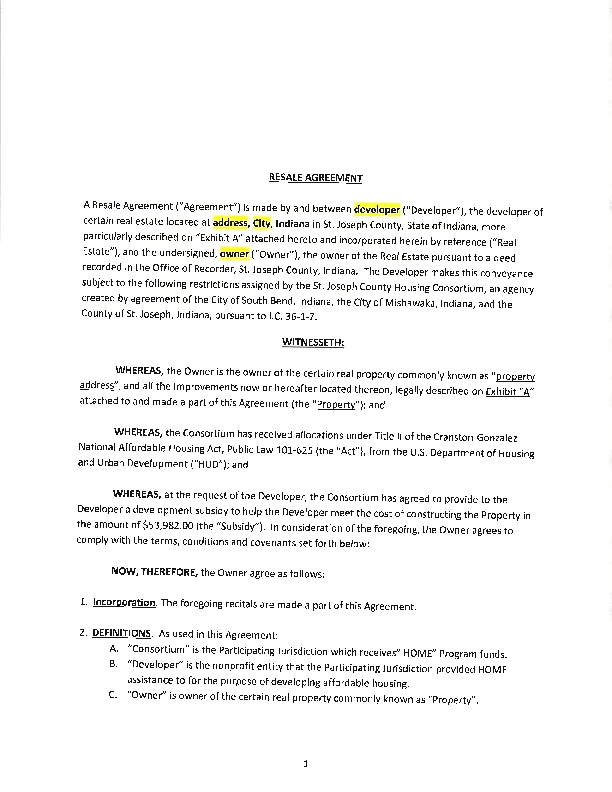 RESALE AGREEMENT
A Resale Agreement ("Agreement") is made by and between developer ("Developer"), the developer of
certain real estate located at address, City, Indiana in St. Joseph County, State of Indiana, more
particularly described on "Exhibit A" attached hereto and incorporated herein by reference ("Real
Estate"), and the undersigned, owner ("Owner"), the owner of the Real Estate pursuant to a deed
recorded in the Office of Recorder, St. Joseph County, Indiana. The Developer makes this conveyance
subject to the following restrictions assigned by the St. Joseph County Housing Consortium, an agency
created by agreement of the City of South Bend, Indiana, the City of Mishawaka, Indiana, and the
County of St. Joseph, Indiana, pursuant to I.C. 36-1-7.
WITNESSETH:
WHEREAS, the Owner is the owner of the certain real property commonly known as "property
address", and all the improvements now or hereafter located thereon, legally described on Exhibit "A"
attached to and made a part of this Agreement (the "Property"); and
WHEREAS, the Consortium has received allocations under Title II of the Cranston Gonzalez
National Affordable Housing Act, Public Law 101-625 (the "Act"), from the U.S. Department of Housing
and Urban Development ("HUD"); and
WHEREAS, at the request of the Developer, the Consortium has agreed to provide to the
Developer a development subsidy to help the Developer meet the cost of constructing the Property in
the amount of $53,982.00 (the "Subsidy"). In consideration of the foregoing, the Owner agrees to
comply with the terms, conditions and covenants set forth below:
NOW, THEREFORE, the Owner agree as follows:
1. Incorporation. The foregoing recitals are made a part of this Agreement.
2. DEFINITIONS. As used in this Agreement:
A. "Consortium" is the Participating Jurisdiction which receives" HOME" Program funds.
B. "Developer" is the nonprofit entity that the Participating Jurisdiction provided HOME
assistance to for the purpose of developing affordable housing.
C. "Owner" is owner of the certain real property commonly known as "Property".
1